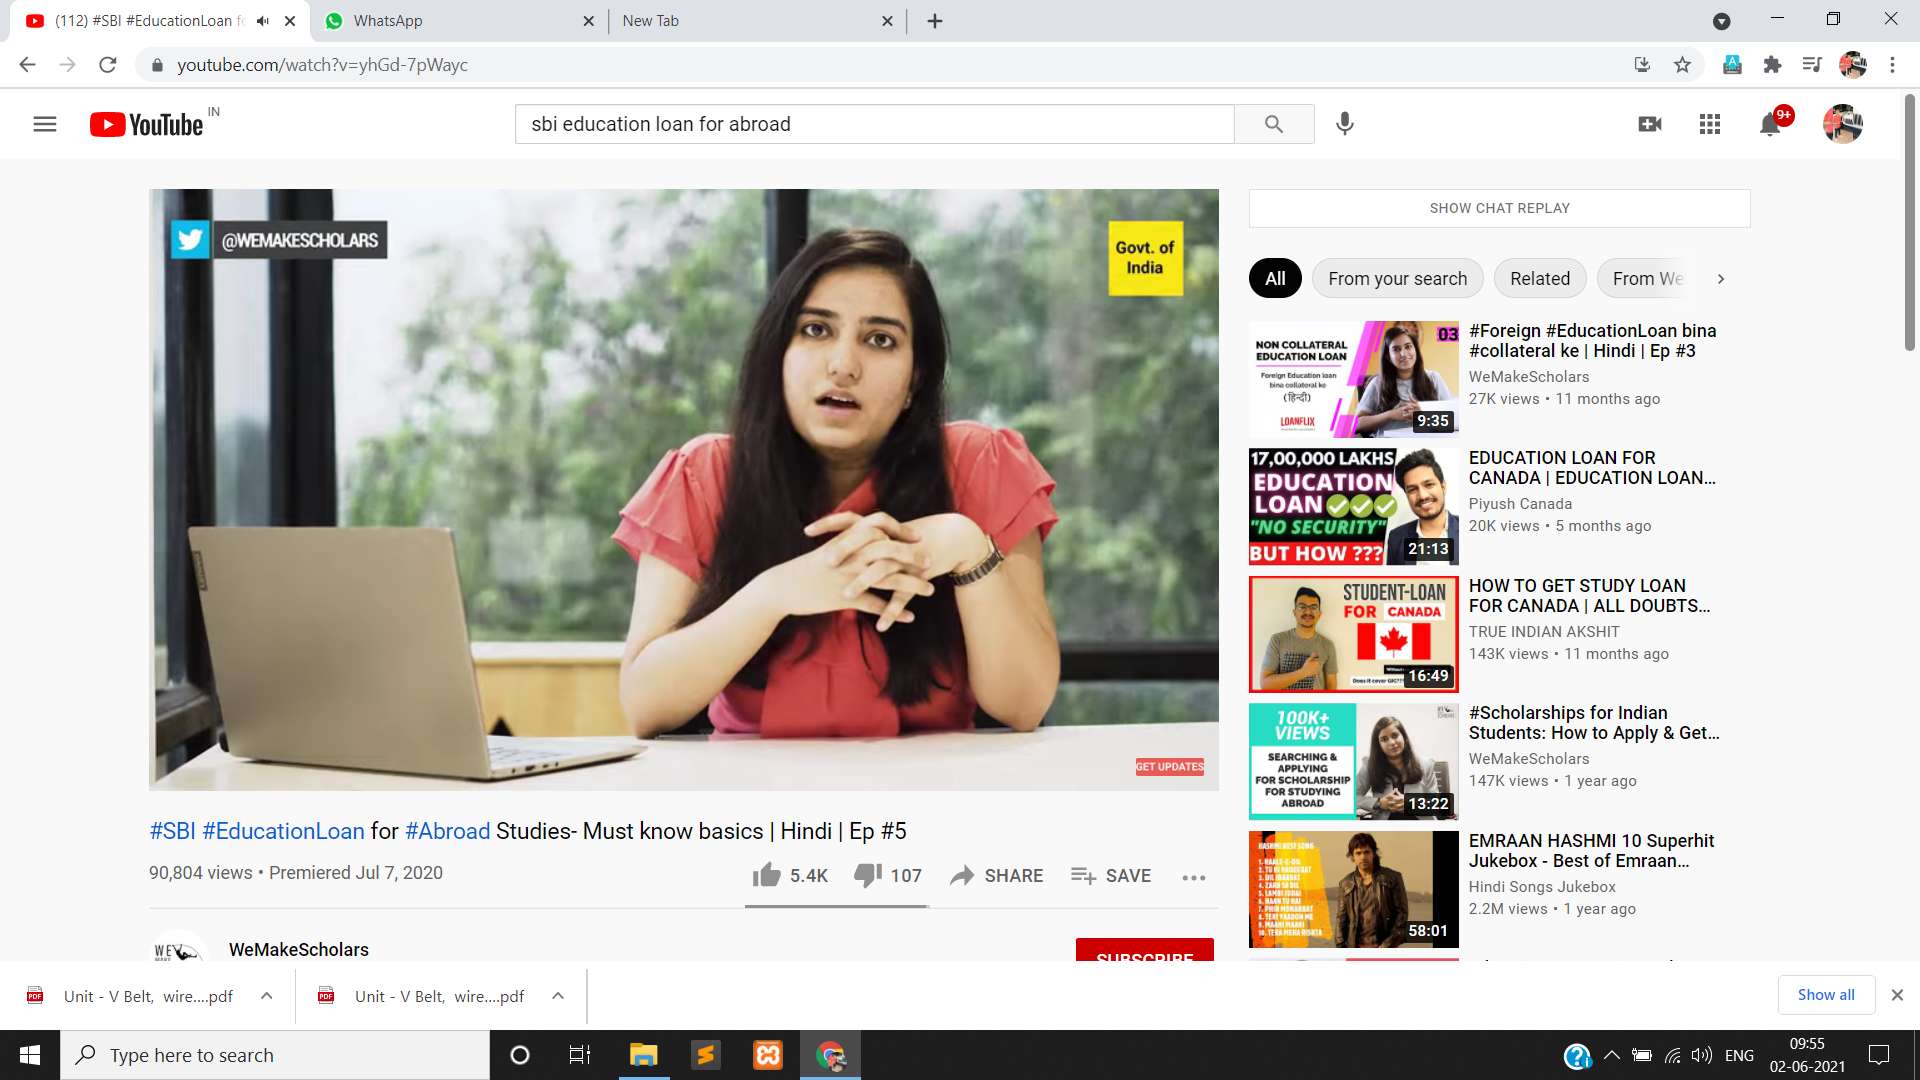 (112) #SBI #EducationLoan fo
WhatsApp
New Tab
youtube.com/watch?v=yhGd-7pWayc
YouTube IN
sbi education loan for abroad
9+
@WEMAKESCHOLARS
Govt. of
India
GET UPDATES
#SBI #EducationLoan for #Abroad Studies- Must know basics | Hindi | Ep #5
90,804 views • Premiered Jul 7, 2020
5.4K 107 SHARE SAVE
WeMakeScholars
SUBSCRIBE
SHOW CHAT REPLAY
All From your search Related From We
NON COLLATERAL
EDUCATION LOAN
Foreign Education loan
bina collateral ke
(हिन्दी)
LOANFLIX
03
9:35
#Foreign #EducationLoan bina
#collateral ke | Hindi | Ep #3
WeMakeScholars
27K views • 11 months ago
17,00,000 LAKHS
EDUCATION
LOAN
"NO SECURITY"
BUT HOW ???
21:13
EDUCATION LOAN FOR
CANADA | EDUCATION LOAN...
Piyush Canada
20K views • 5 months ago
STUDENT-LOAN
FOR CANADA
Does it cover GIC??
16:49
HOW TO GET STUDY LOAN
FOR CANADA | ALL DOUBTS...
TRUE INDIAN AKSHIT
143K views • 11 months ago
100K+
VIEWS
SEARCHING &
APPLYING
FOR SCHOLARSHIP
FOR STUDYING
ABROAD
13:22
#Scholarships for Indian
Students: How to Apply & Get...
WeMakeScholars
147K views • 1 year ago
HASHMI BEST SONG
58:01
EMRAAN HASHMI 10 Superhit
Jukebox - Best of Emraan...
Hindi Songs Jukebox
2.2M views • 1 year ago
Unit - V Belt, wire....pdf
Unit - V Belt, wire....pdf
Show all
Type here to search
ENG
09:55
02-06-2021